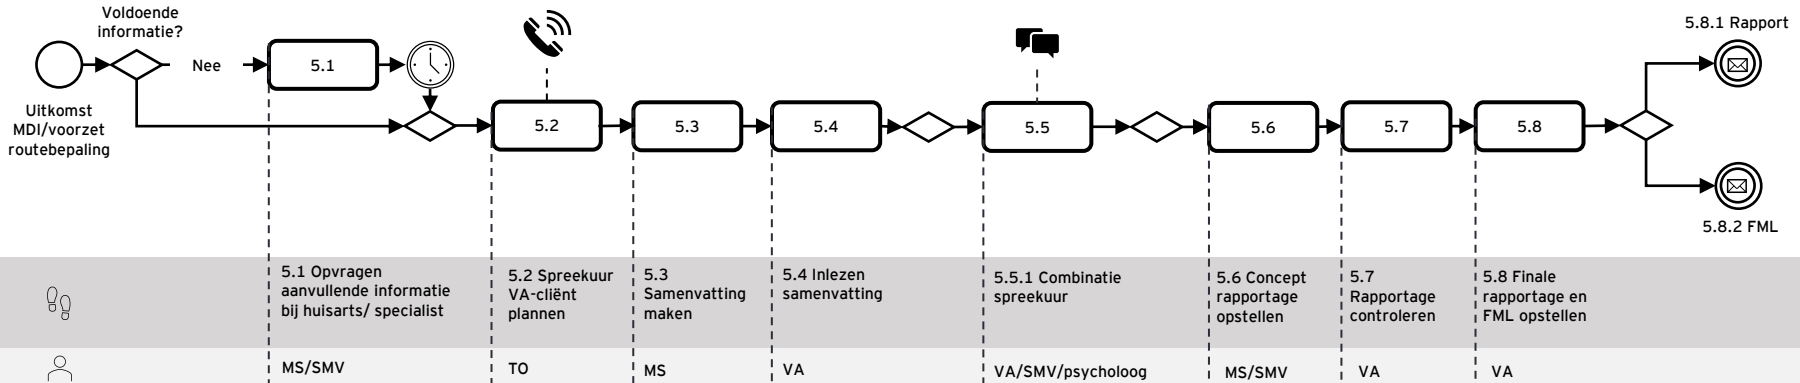 Voldoende
informatie?
5.8.1 Rapport
Nee
5.1
Uitkomst
MDI/voorzet
routebepaling
5.2
5.3
5.4
5.5
5.6
5.7
5.8
5.8.2 FML
5.1 Opvragen
aanvullende informatie
bij huisarts/ specialist
5.2 Spreekuur
VA-cliënt
plannen
5.3
Samenvatting
maken
5.4 Inlezen
samenvatting
5.5.1 Combinatie
spreekuur
5.6 Concept
rapportage
opstellen
5.7
Rapportage
controleren
5.8 Finale
rapportage en
FML opstellen
MS/SMV
TO
MS
VA
VA/SMV/psycholoog
MS/SMV
VA
VA